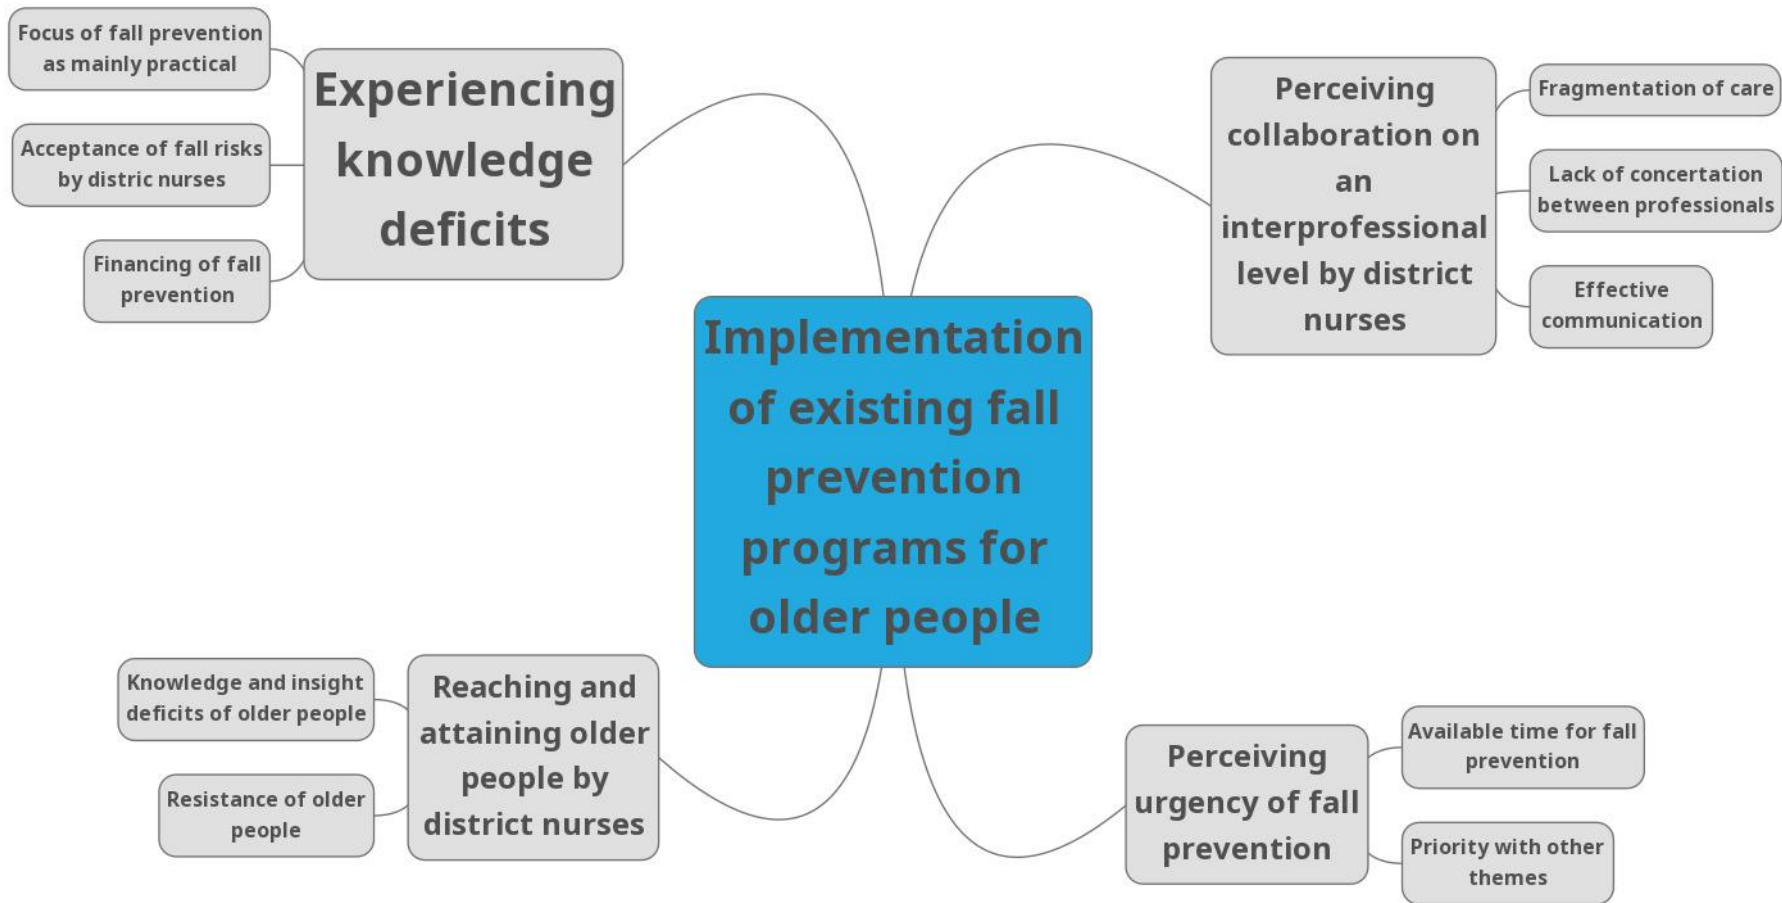 Focus of fall prevention
as mainly practical
Acceptance of fall risks
by distric nurses
Financing of fall
prevention
Experiencing
knowledge
deficits
Perceiving
collaboration on
an
interprofessional
level by district
nurses
Fragmentation of care
Lack of concertation
between professionals
Effective
communication
Implementation
of existing fall
prevention
programs for
older people
Knowledge and insight
deficits of older people
Resistance of older
people
Reaching and
attaining older
people by
district nurses
Perceiving
urgency of fall
prevention
Available time for fall
prevention
Priority with other
themes